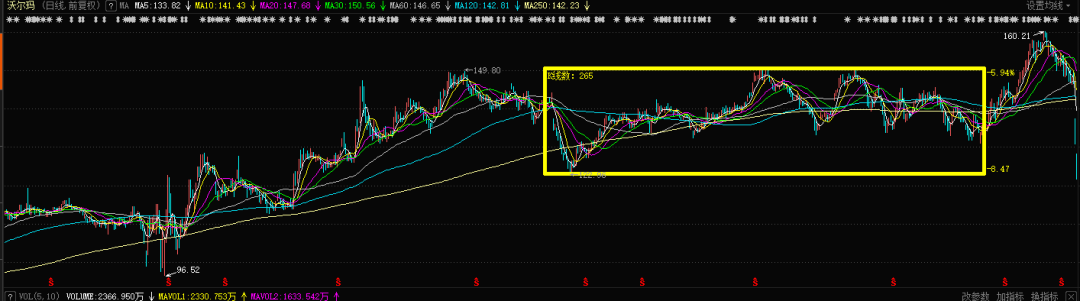 沃尔玛 (日线,前复权) ? MA MA5:133.82 ↓ MA10:141.43 ↓ MA20:147.68 ↓ MA30:150.56 ↓ MA60:146.65 ↓ MA120:142.81 ↓ MA250:142.23 ↓ 设置均线
160.21
149.80
K线数: 265
5.94%
8.47
96.52
S S S S S S S S S S
? VOL(5,10) VOLUME:2366.950万 ↓ MAVOL1:2330.753万 ↑ MAVOL2:1633.542万 ↑ 改参数 加指标 换指标